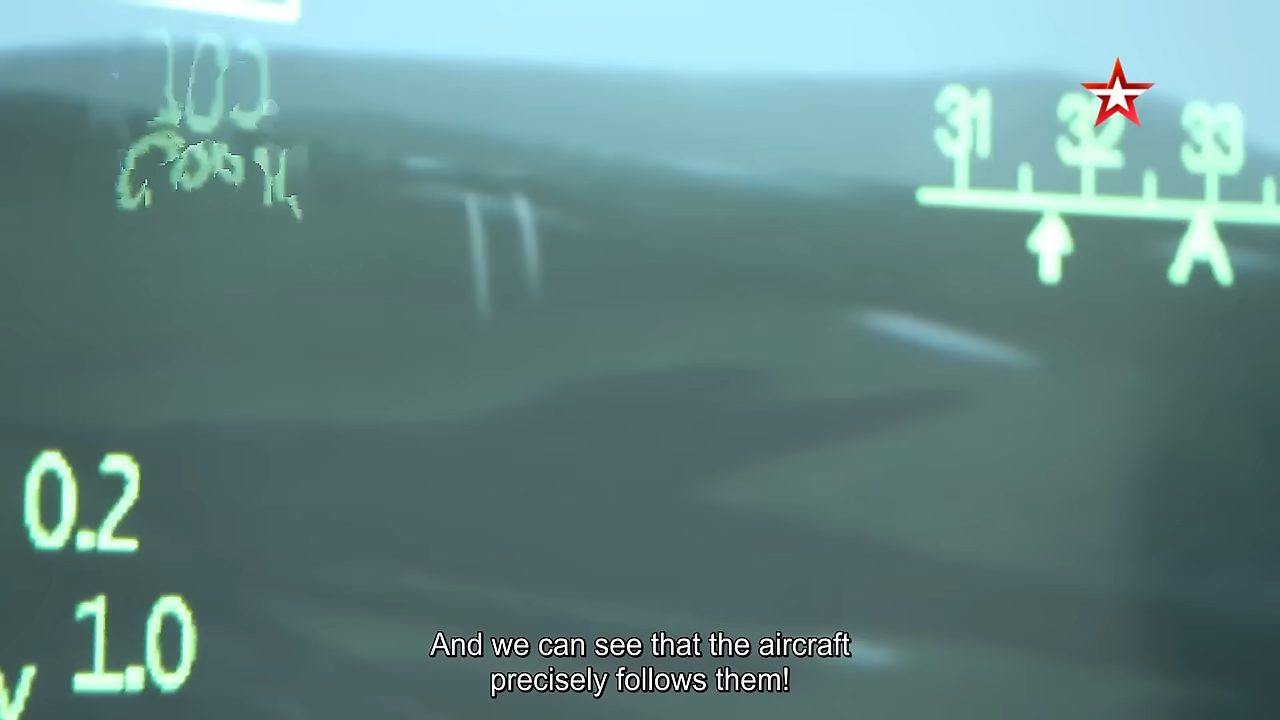 31 32 33
A
0.2
1.0
And we can see that the aircraft
precisely follows them!